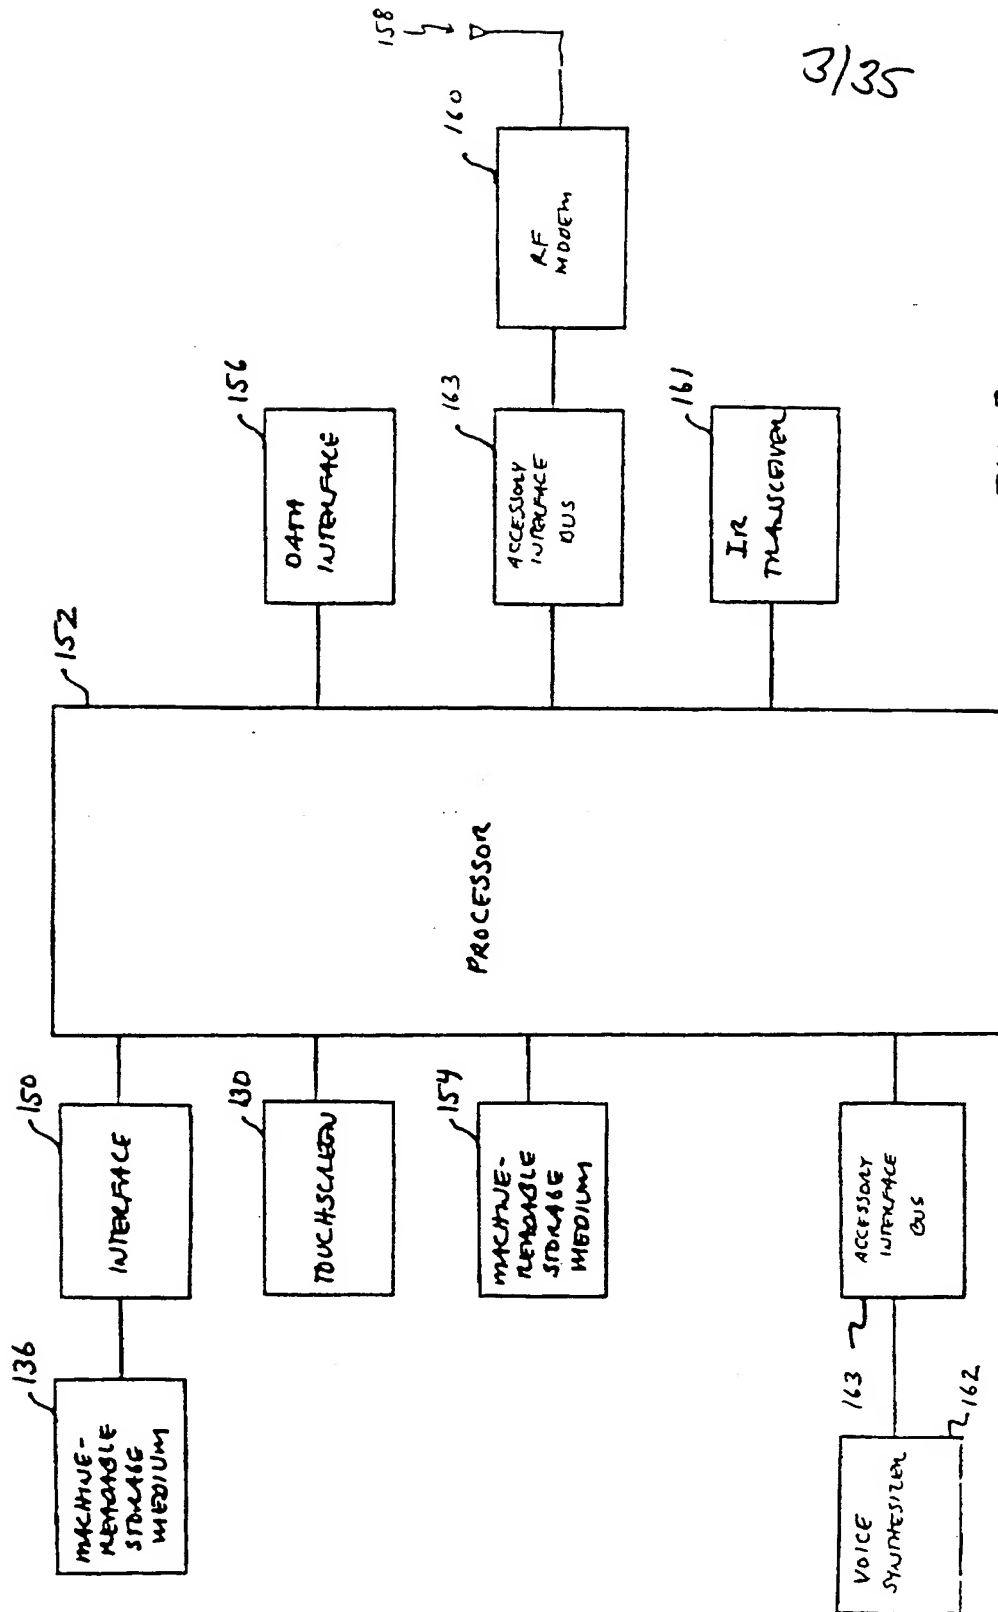 3/35
158
160
RF
MODEM
156
DATA
INTERFACE
163
ACCESSORY
INTERFACE
BUS
161
IR
TRANSCEIVER
152
PROCESSOR
150
INTERFACE
136
MACHINE-
READABLE
STORAGE
MEDIUM
130
TOUCHSCREEN
154
MACHINE-
READABLE
STORAGE
MEDIUM
ACCESSORY
INTERFACE
BUS
163
VOICE
SYNTHESIZER
162